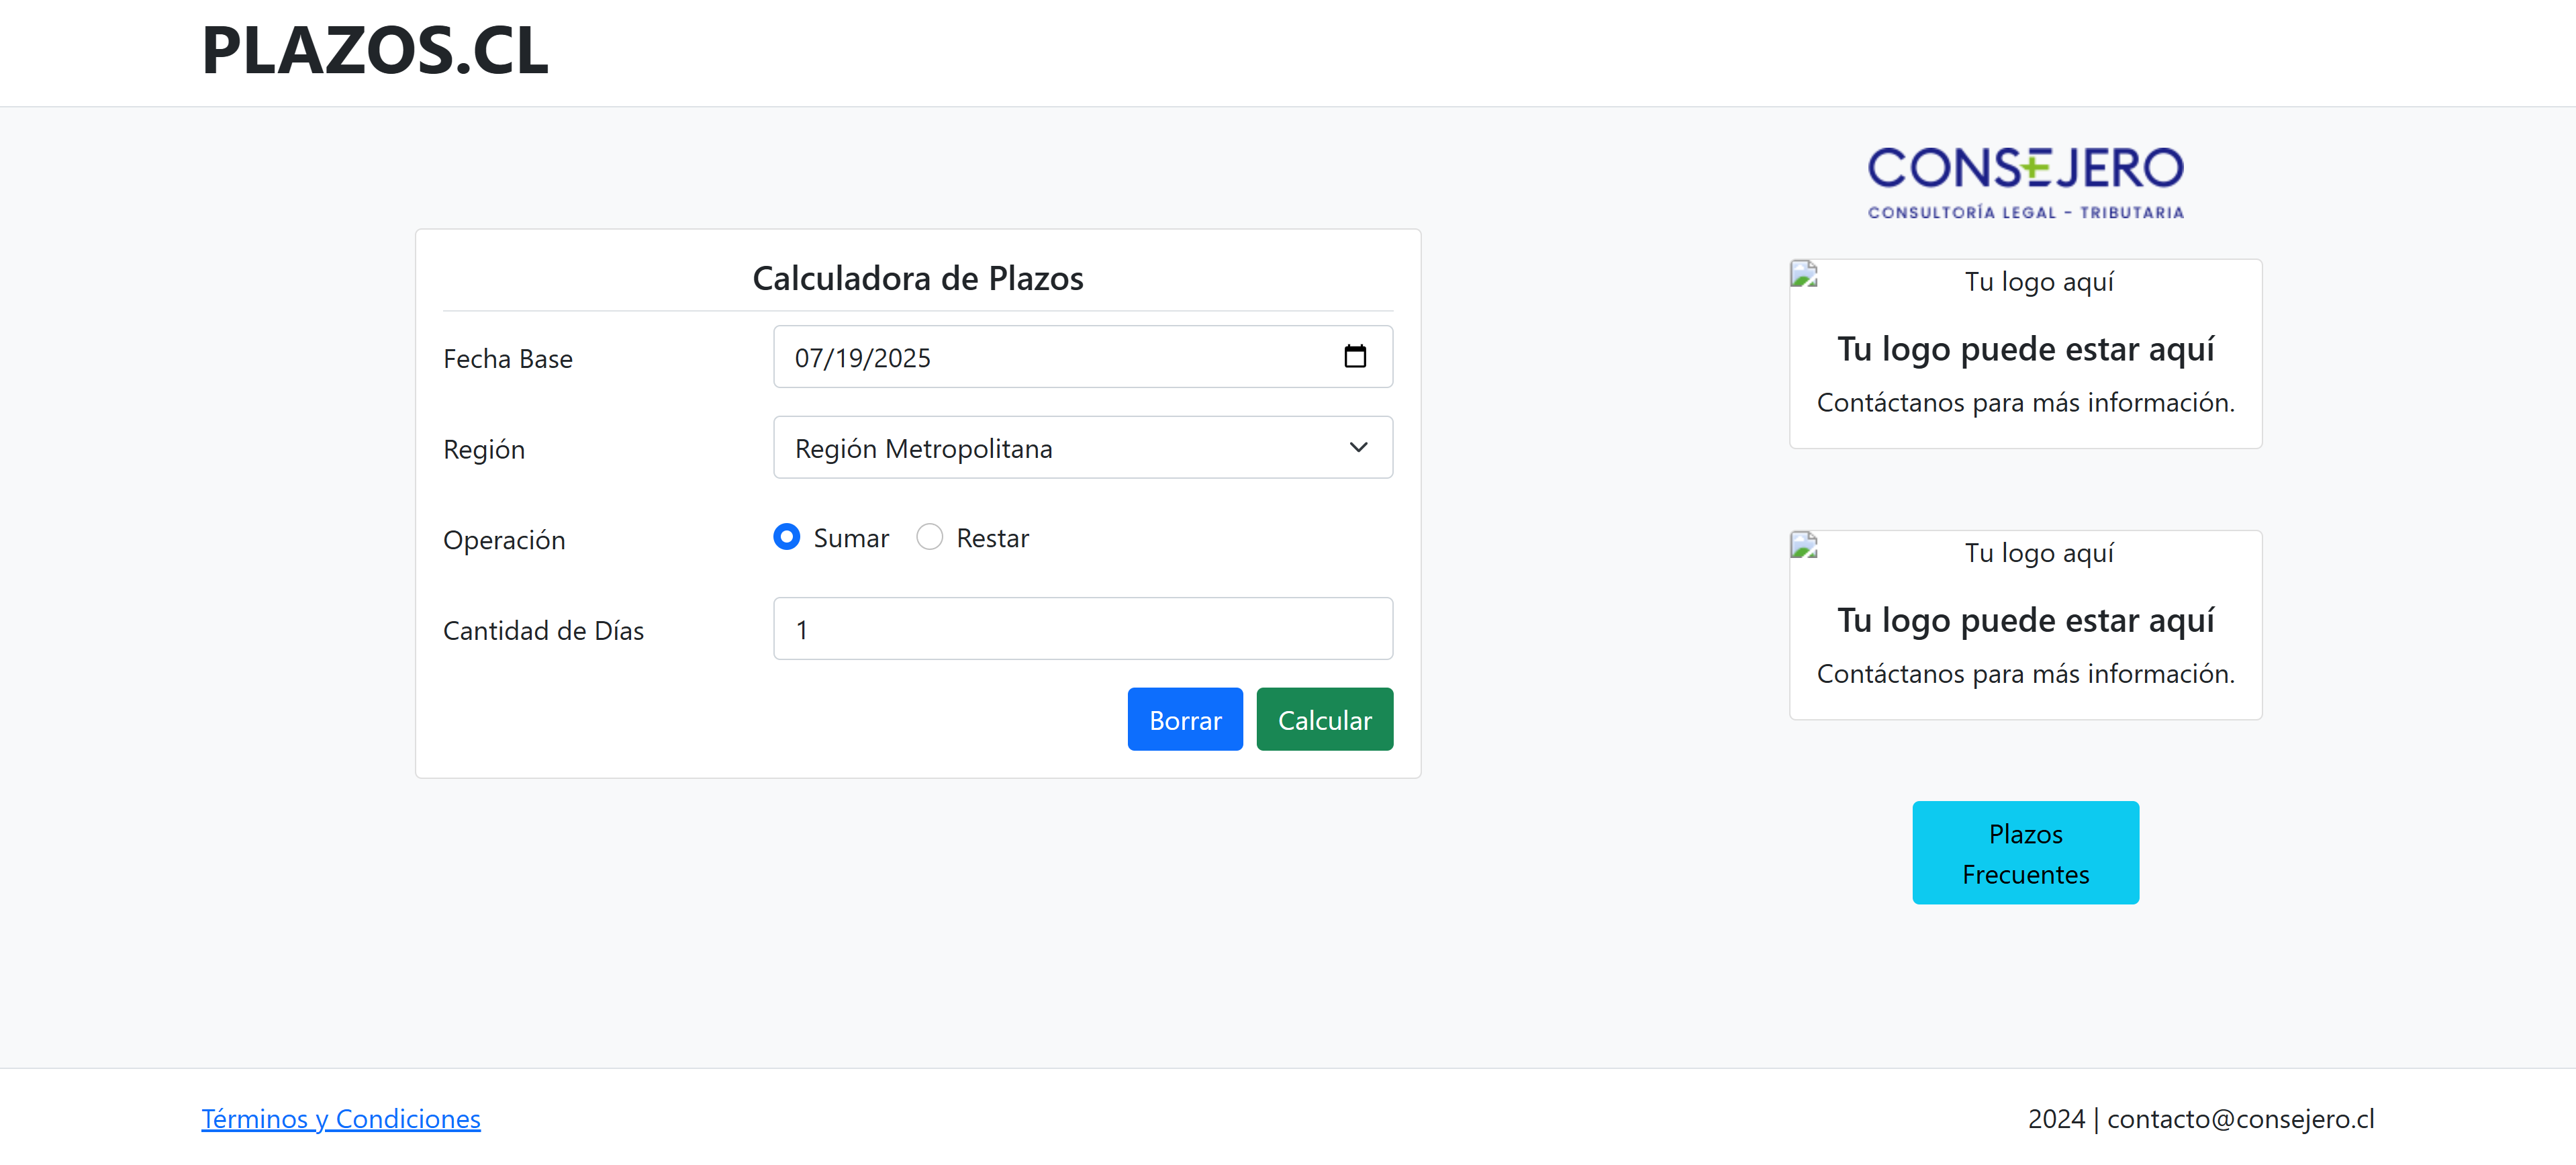 PLAZOS.CL
Calculadora de Plazos
Fecha Base
07/19/2025
Región
Región Metropolitana
Operación
Sumar
Restar
Cantidad de Días
1
Borrar
Calcular
CONSEJERO
CONSULTORÍA LEGAL - TRIBUTARIA
Tu logo aquí
Tu logo puede estar aquí
Contáctanos para más información.
Tu logo aquí
Tu logo puede estar aquí
Contáctanos para más información.
Plazos
Frecuentes
Términos y Condiciones
2024 | contacto@consejero.cl